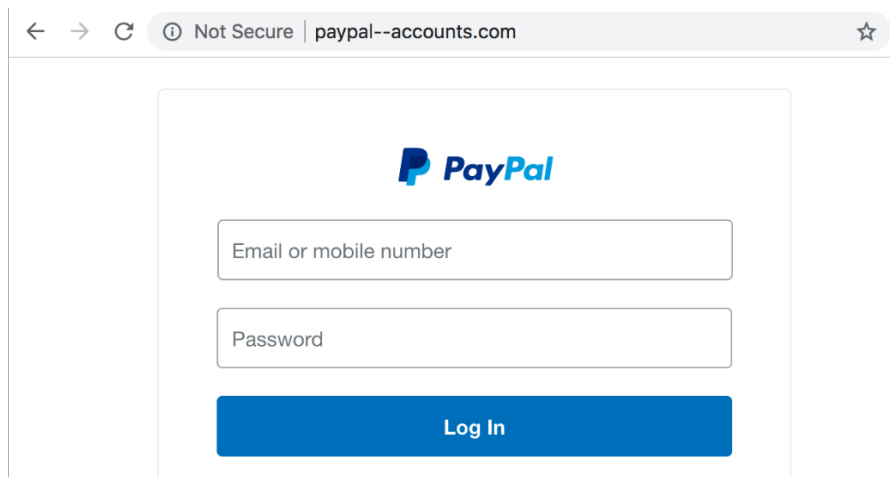 Not Secure | paypal--accounts.com
PayPal
Email or mobile number
Password
Log In